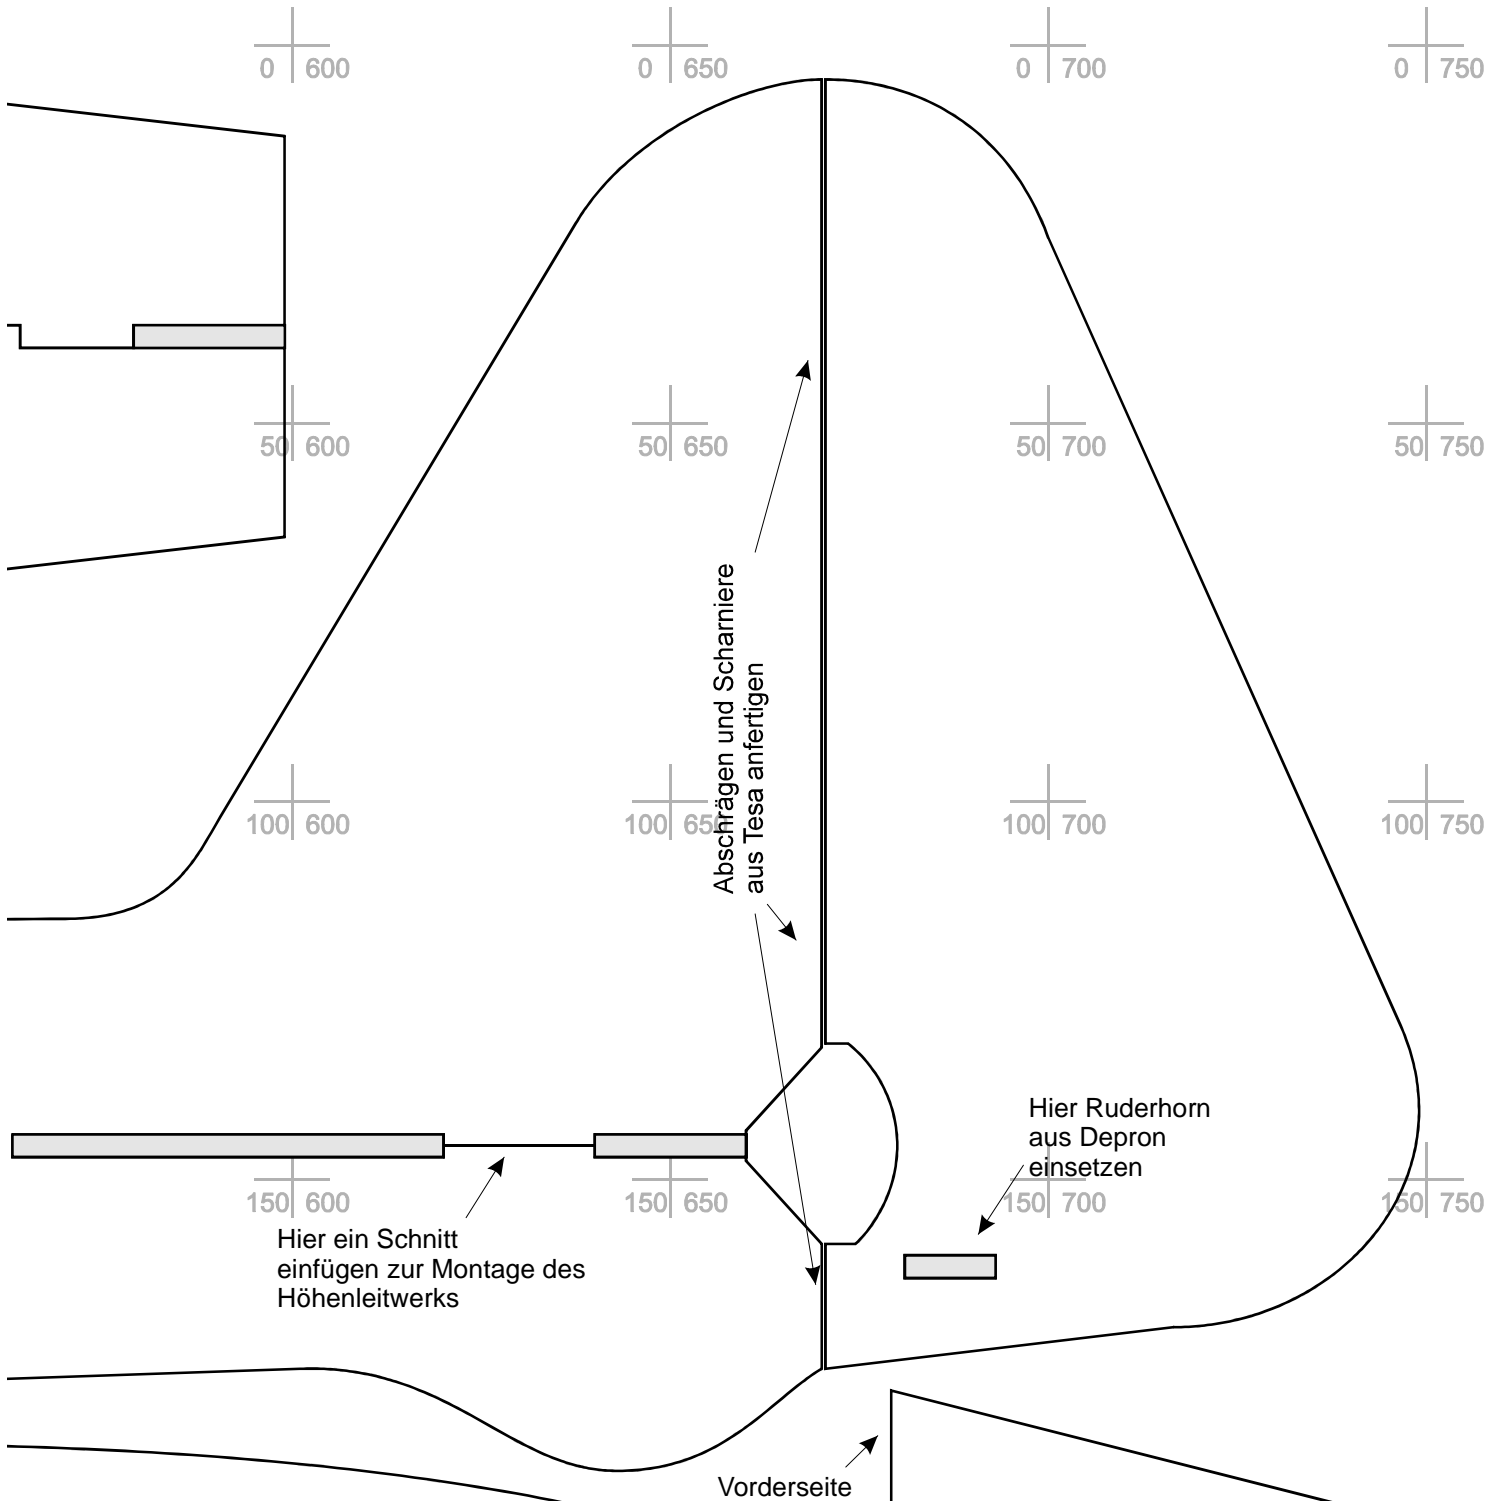 0 600
0 650
0 700
0 750
50 600
50 650
50 700
50 750
Abschrägen und Scharniere
aus Tesa anfertigen
100 600
100 650
100 700
100 750
Hier Ruderhorn
aus Depron
einsetzen
150 600
150 650
150 700
150 750
Hier ein Schnitt
einfügen zur Montage des
Höhenleitwerks
Vorderseite